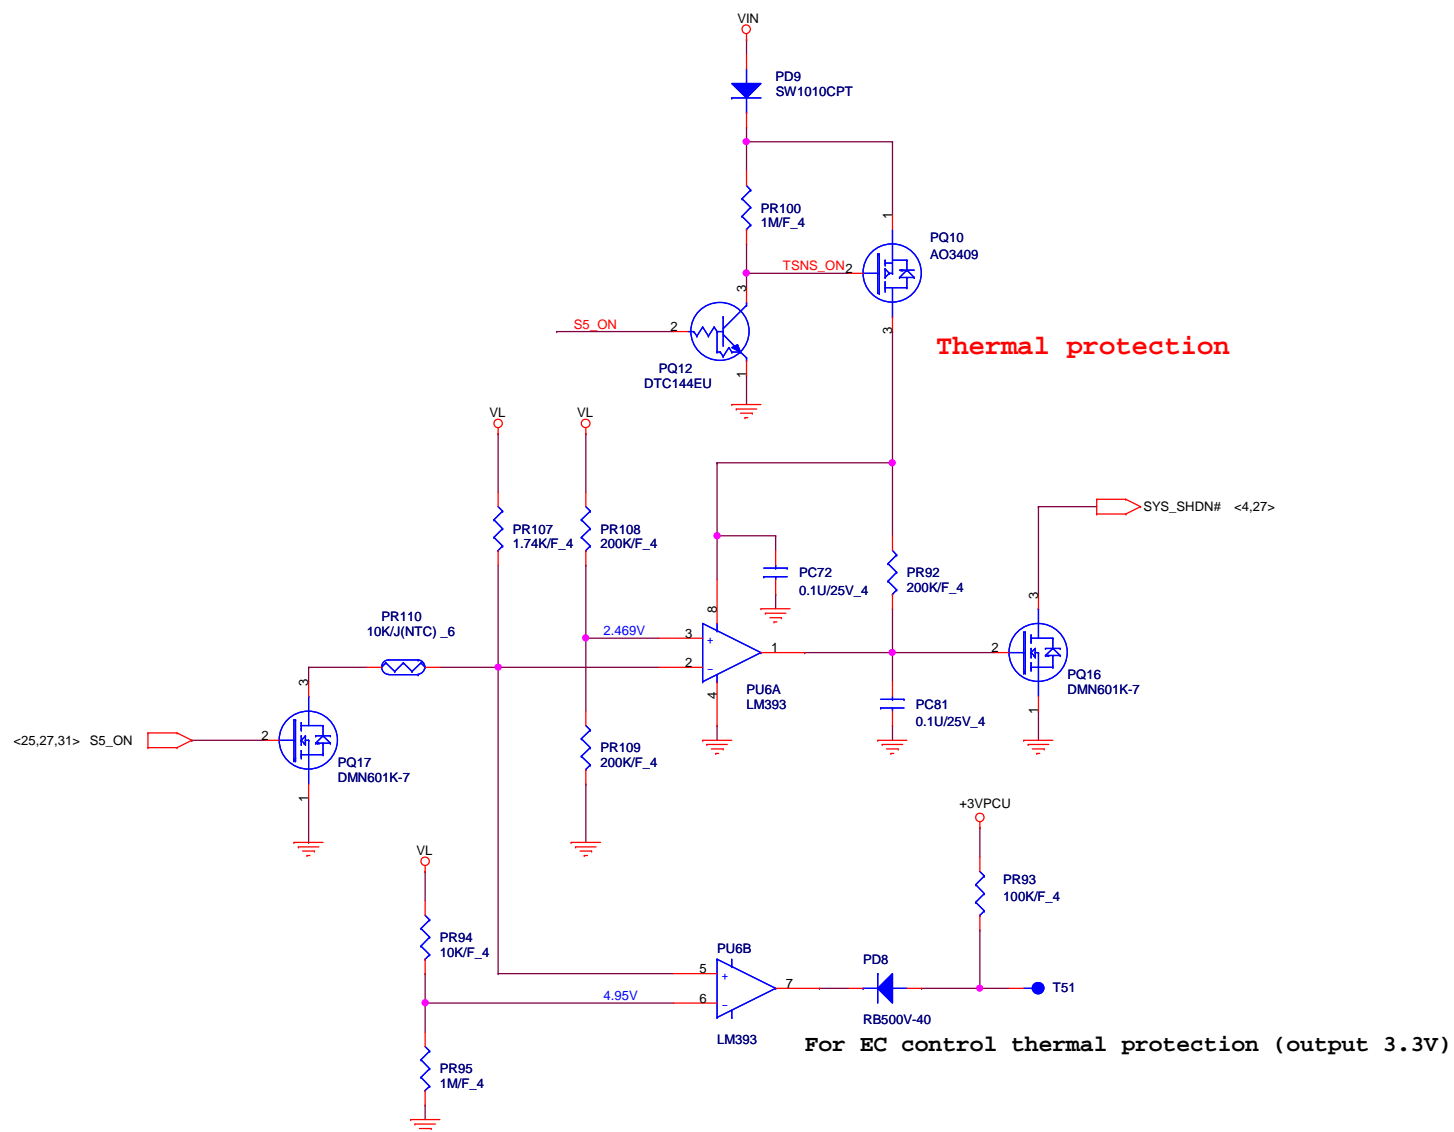 VIN
PD9
SW1010CPT
PR100
1M/F_4
1
PQ10
AO3409
TSNS_ON
2
3
3
S5_ON
2
PQ12
DTC144EU
1
Thermal protection
VL
VL
PR107
1.74K/F_4
PR108
200K/F_4
SYS_SHDN# <4,27>
PC72
0.1U/25V_4
PR92
200K/F_4
PR110
10K/J(NTC) _6
8
3
2.469V
3
+
1
2
2
-
PU6A
LM393
4
PQ16
DMN601K-7
1
PC81
0.1U/25V_4
3
<25,27,31> S5_ON
2
PQ17
DMN601K-7
1
PR109
200K/F_4
+3VPCU
VL
PR93
100K/F_4
PR94
10K/F_4
PU6B
5
+
7
4.95V
6
-
LM393
PD8
RB500V-40
T51
For EC control thermal protection (output 3.3V)
PR95
1M/F_4